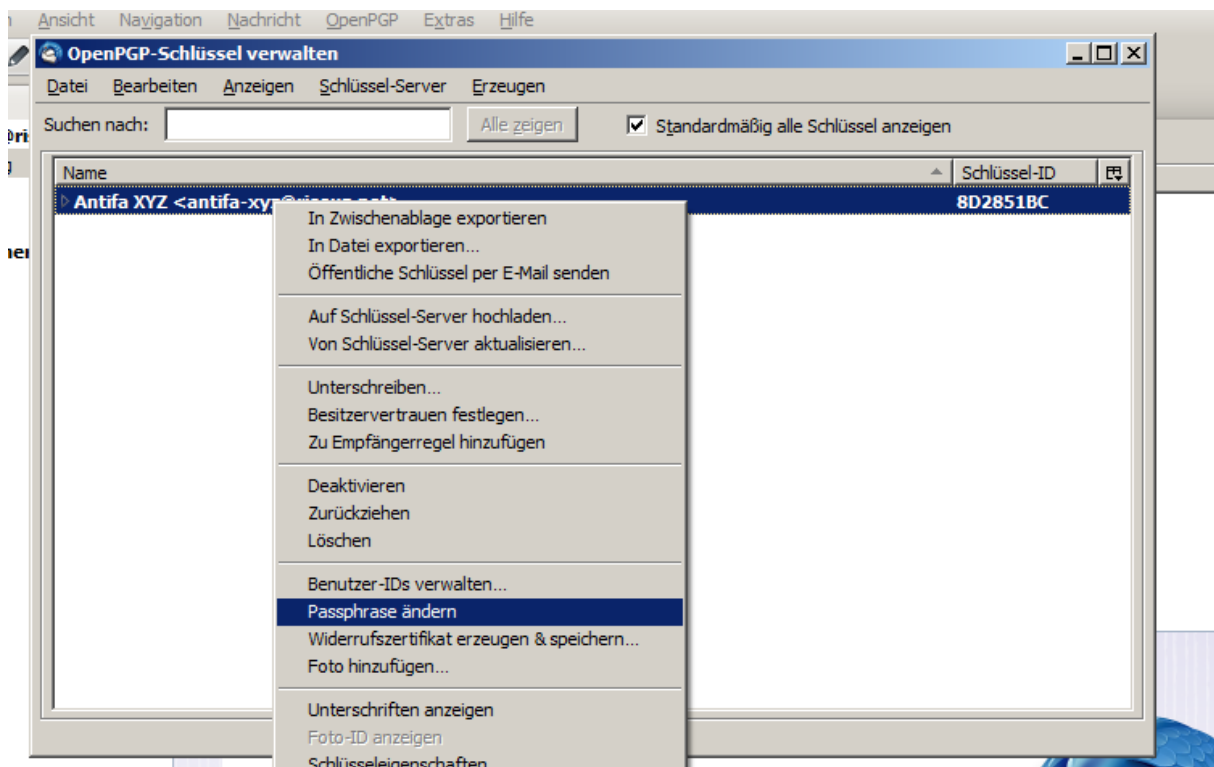 Ansicht Navigation Nachricht OpenPGP Extras Hilfe
OpenPGP-Schlüssel verwalten
Datei Bearbeiten Anzeigen Schlüssel-Server Erzeugen
Suchen nach: Alle zeigen Standardmäßig alle Schlüssel anzeigen
Name Schlüssel-ID
Antifa XYZ 8D2851BC
In Zwischenablage exportieren
In Datei exportieren...
Öffentliche Schlüssel per E-Mail senden
Auf Schlüssel-Server hochladen...
Von Schlüssel-Server aktualisieren...
Unterschreiben...
Besitzervertrauen festlegen...
Zu Empfängerregel hinzufügen
Deaktivieren
Zurückziehen
Löschen
Benutzer-IDs verwalten...
Passphrase ändern
Widerrufszertifikat erzeugen & speichern...
Foto hinzufügen...
Unterschriften anzeigen
Foto-ID anzeigen
Schlüsseleigenschaften